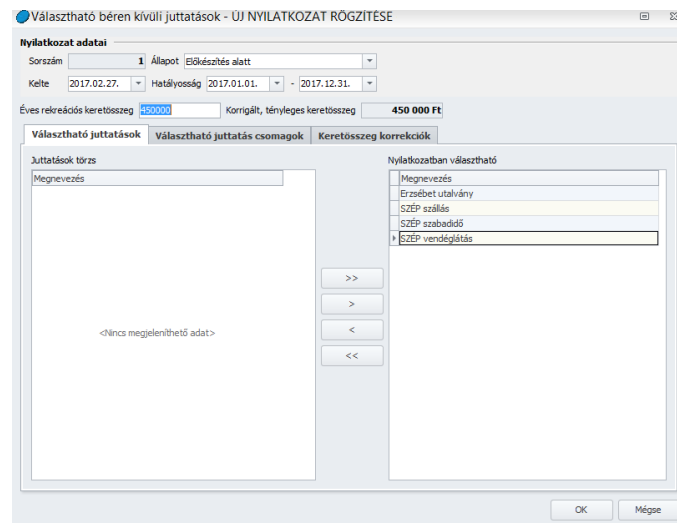 Választható béren kívüli juttatások - ÚJ NYILATKOZAT RÖGZÍTÉSE
Nyilatkozat adatai
Sorszám 1 Állapot Előkészítés alatt
Kelte 2017.02.27. Hatályosság 2017.01.01. - 2017.12.31.
Éves rekreációs keretösszeg 450000 Korrigált, tényleges keretösszeg 450 000 Ft
Választható juttatások Választható juttatás csomagok Keretösszeg korrekciók
Juttatások törzs Nyilatkozatban választható
Megnevezés Megnevezés
Erzsébet utalvány
SZÉP szállás
SZÉP szabadidő
SZÉP vendéglátás
>>
>
<Nincs megjeleníthető adat> <
<<
OK Mégse